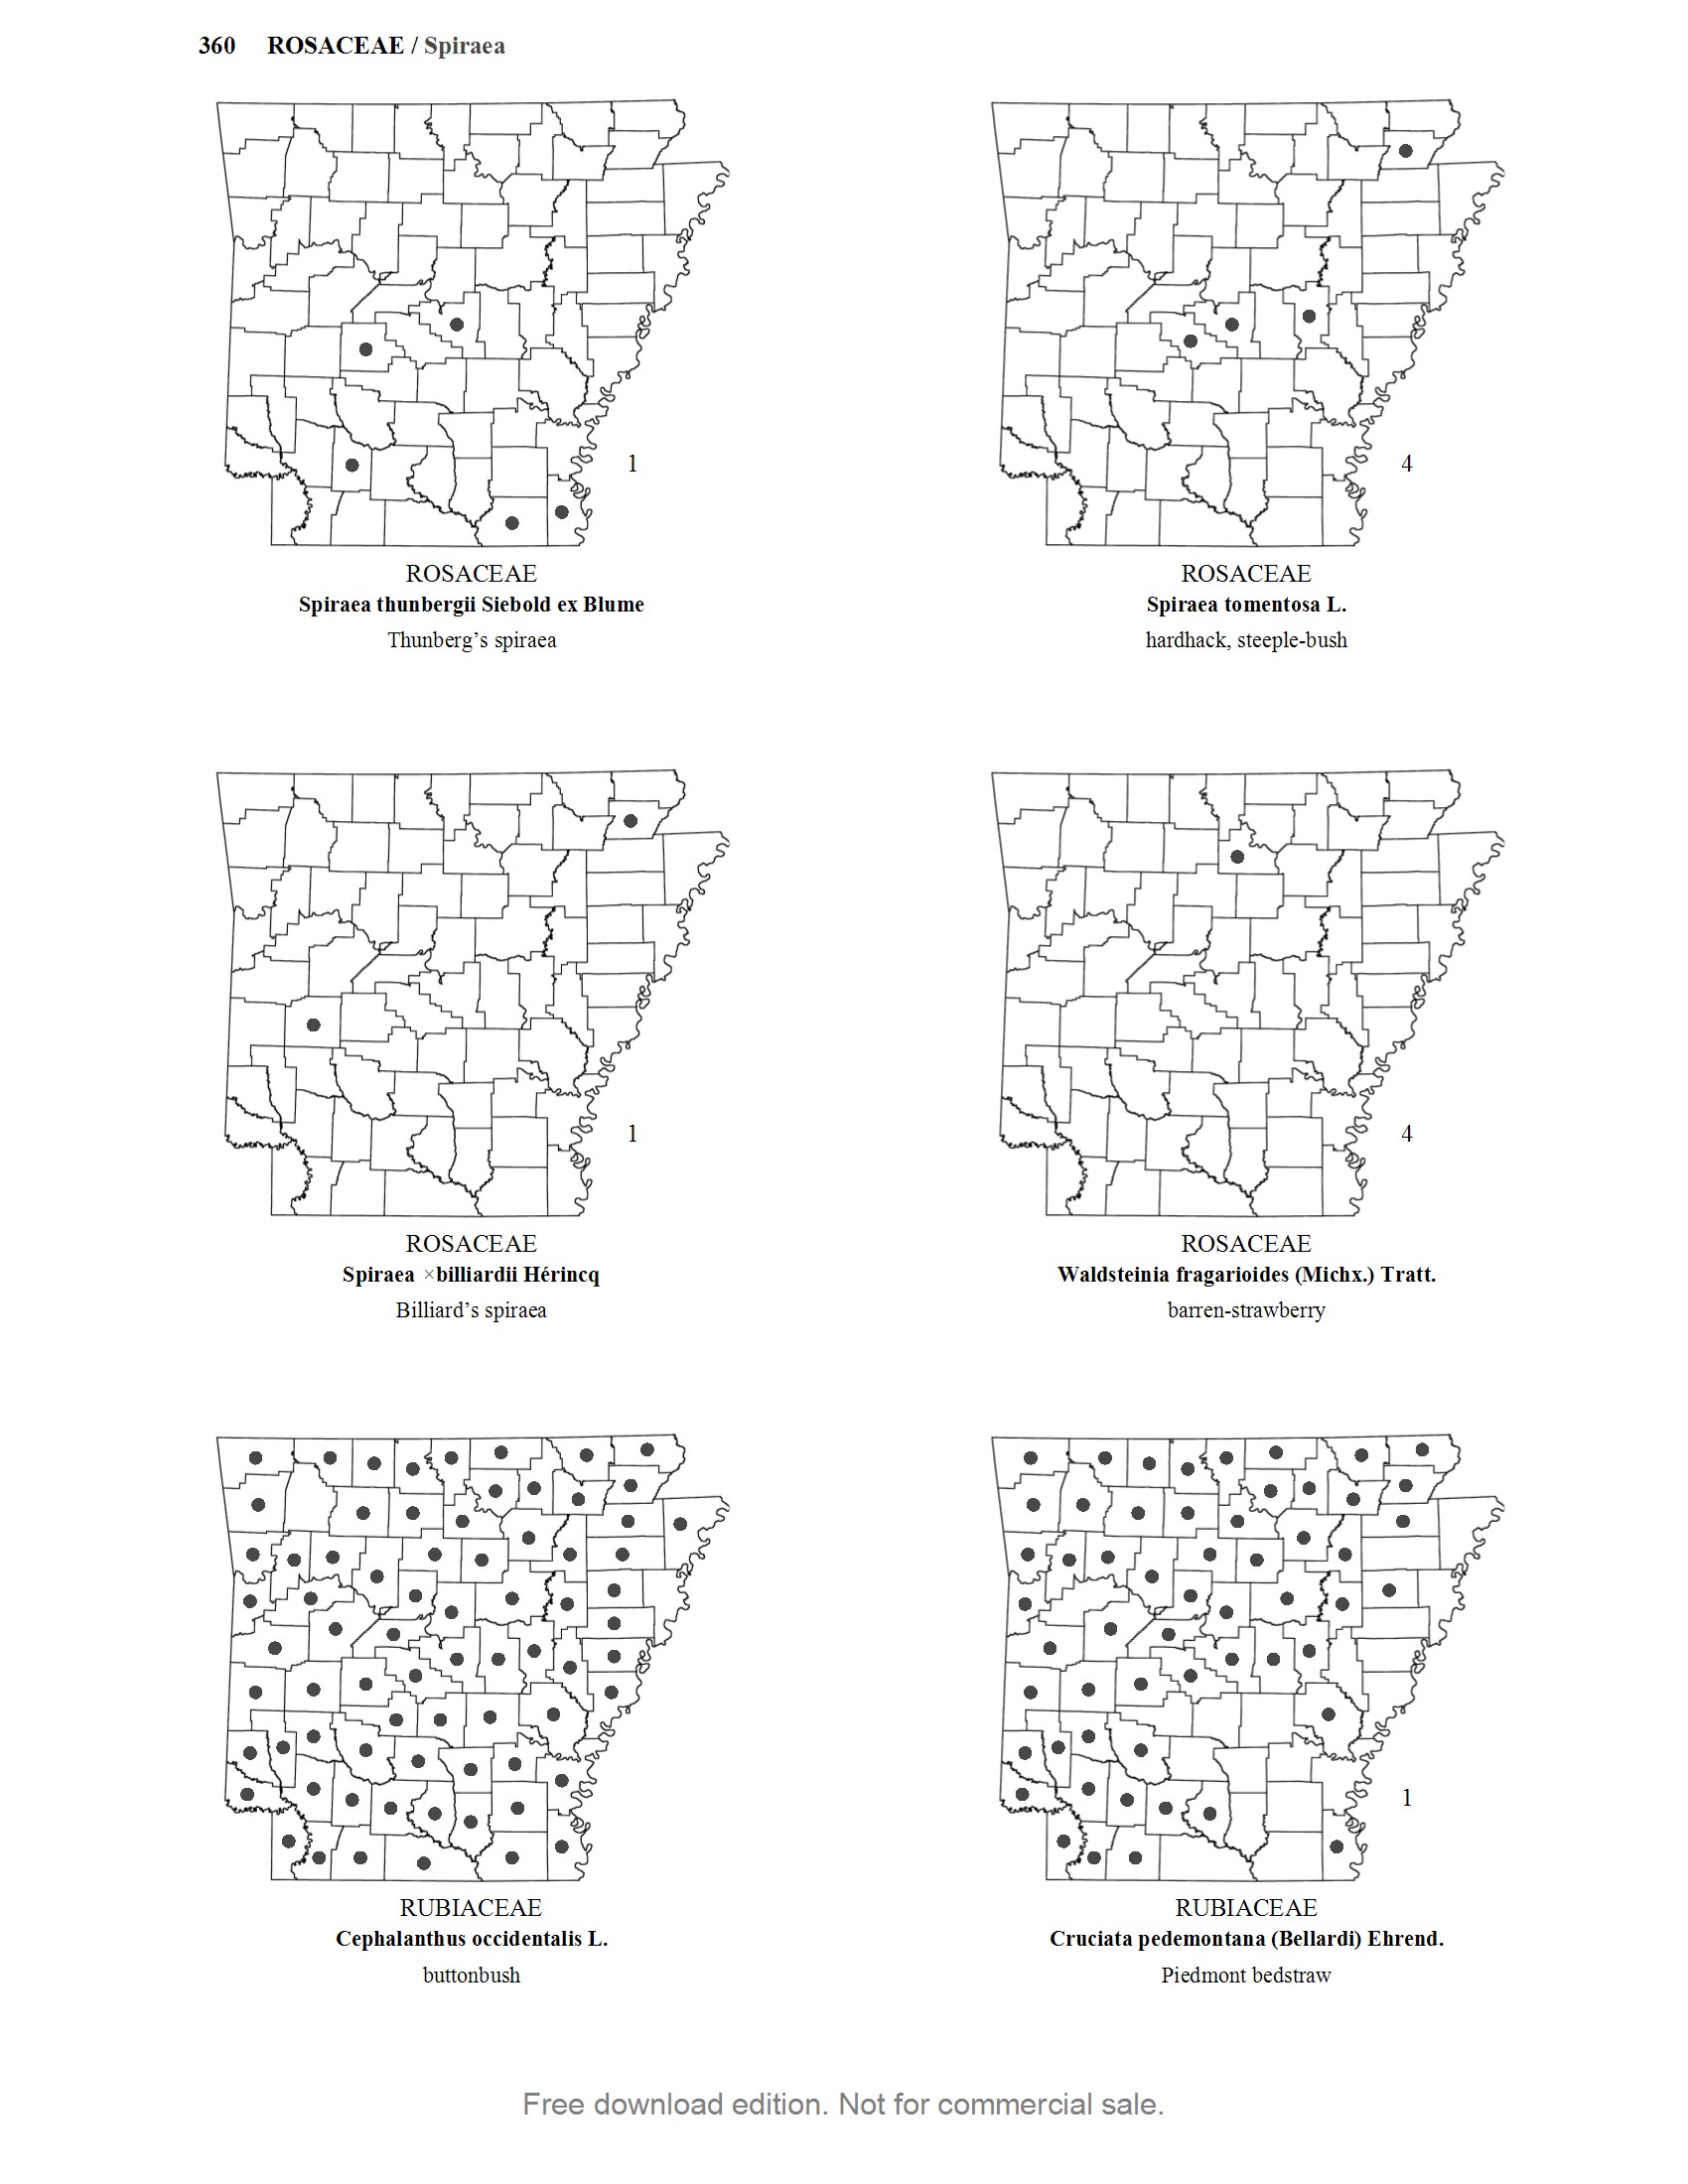 360 ROSACEAE / Spiraea
1
ROSACEAE
Spiraea thunbergii Siebold ex Blume
Thunberg’s spiraea
4
ROSACEAE
Spiraea tomentosa L.
hardhack, steeple-bush
1
ROSACEAE
Spiraea ×billiardii Hérincq
Billiard’s spiraea
4
ROSACEAE
Waldsteinia fragarioides (Michx.) Tratt.
barren-strawberry
RUBIACEAE
Cephalanthus occidentalis L.
buttonbush
1
RUBIACEAE
Cruciata pedemontana (Bellardi) Ehrend.
Piedmont bedstraw
Free download edition. Not for commercial sale.